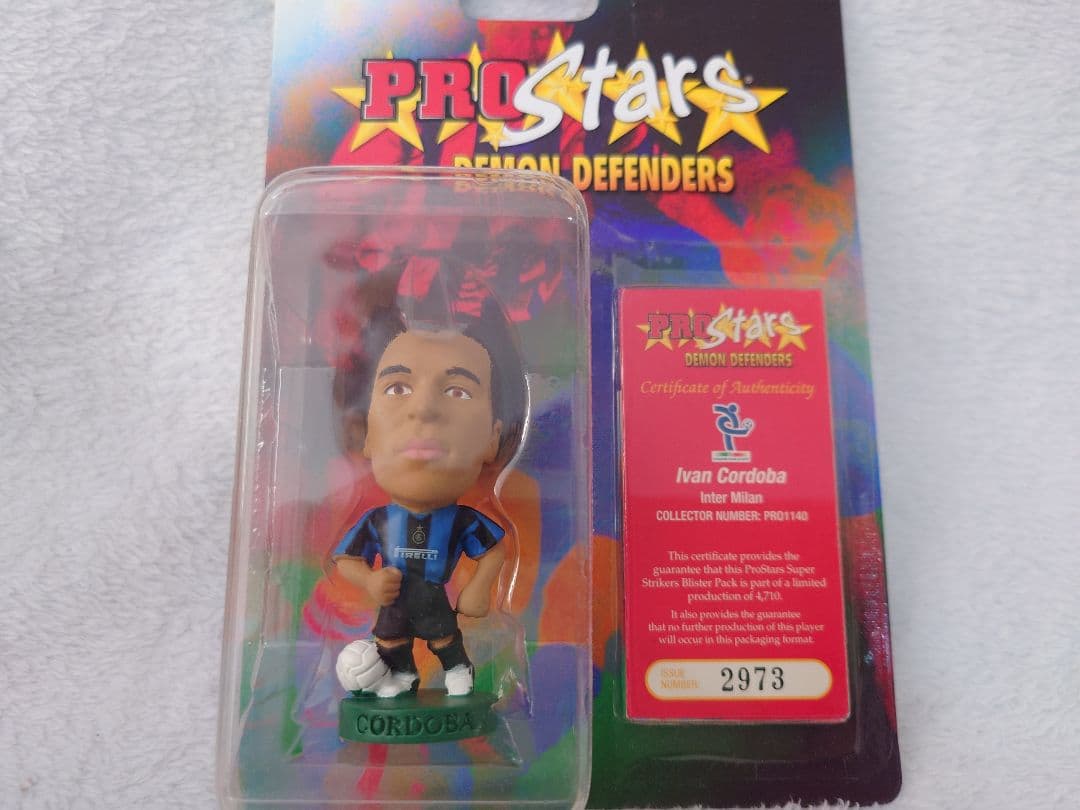 PROStars
DEMON DEFENDERS
PROStars
DEMON DEFENDERS
Certificate of Authenticity
Ivan Cordoba
Inter Milan
COLLECTOR NUMBER: PRO1140
This certificate provides the
guarantee that this ProStars Super
Strikers Blister Pack is part of a limited
production of 4,710.
It also provides the guarantee
that no further production of this player
will occur in this packaging format.
ISSUE
NUMBER:
2973
PIRELLI
CORDOBA